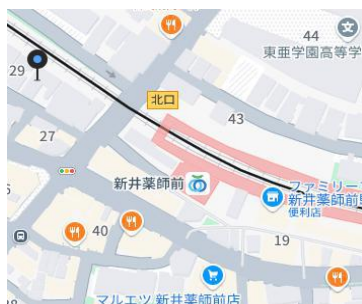 44
東亜学園高等学
29
北口
43
27
新井薬師前
ファミリー
新井薬師前駅
便利店
40
19
マルエツ 新井薬師前店